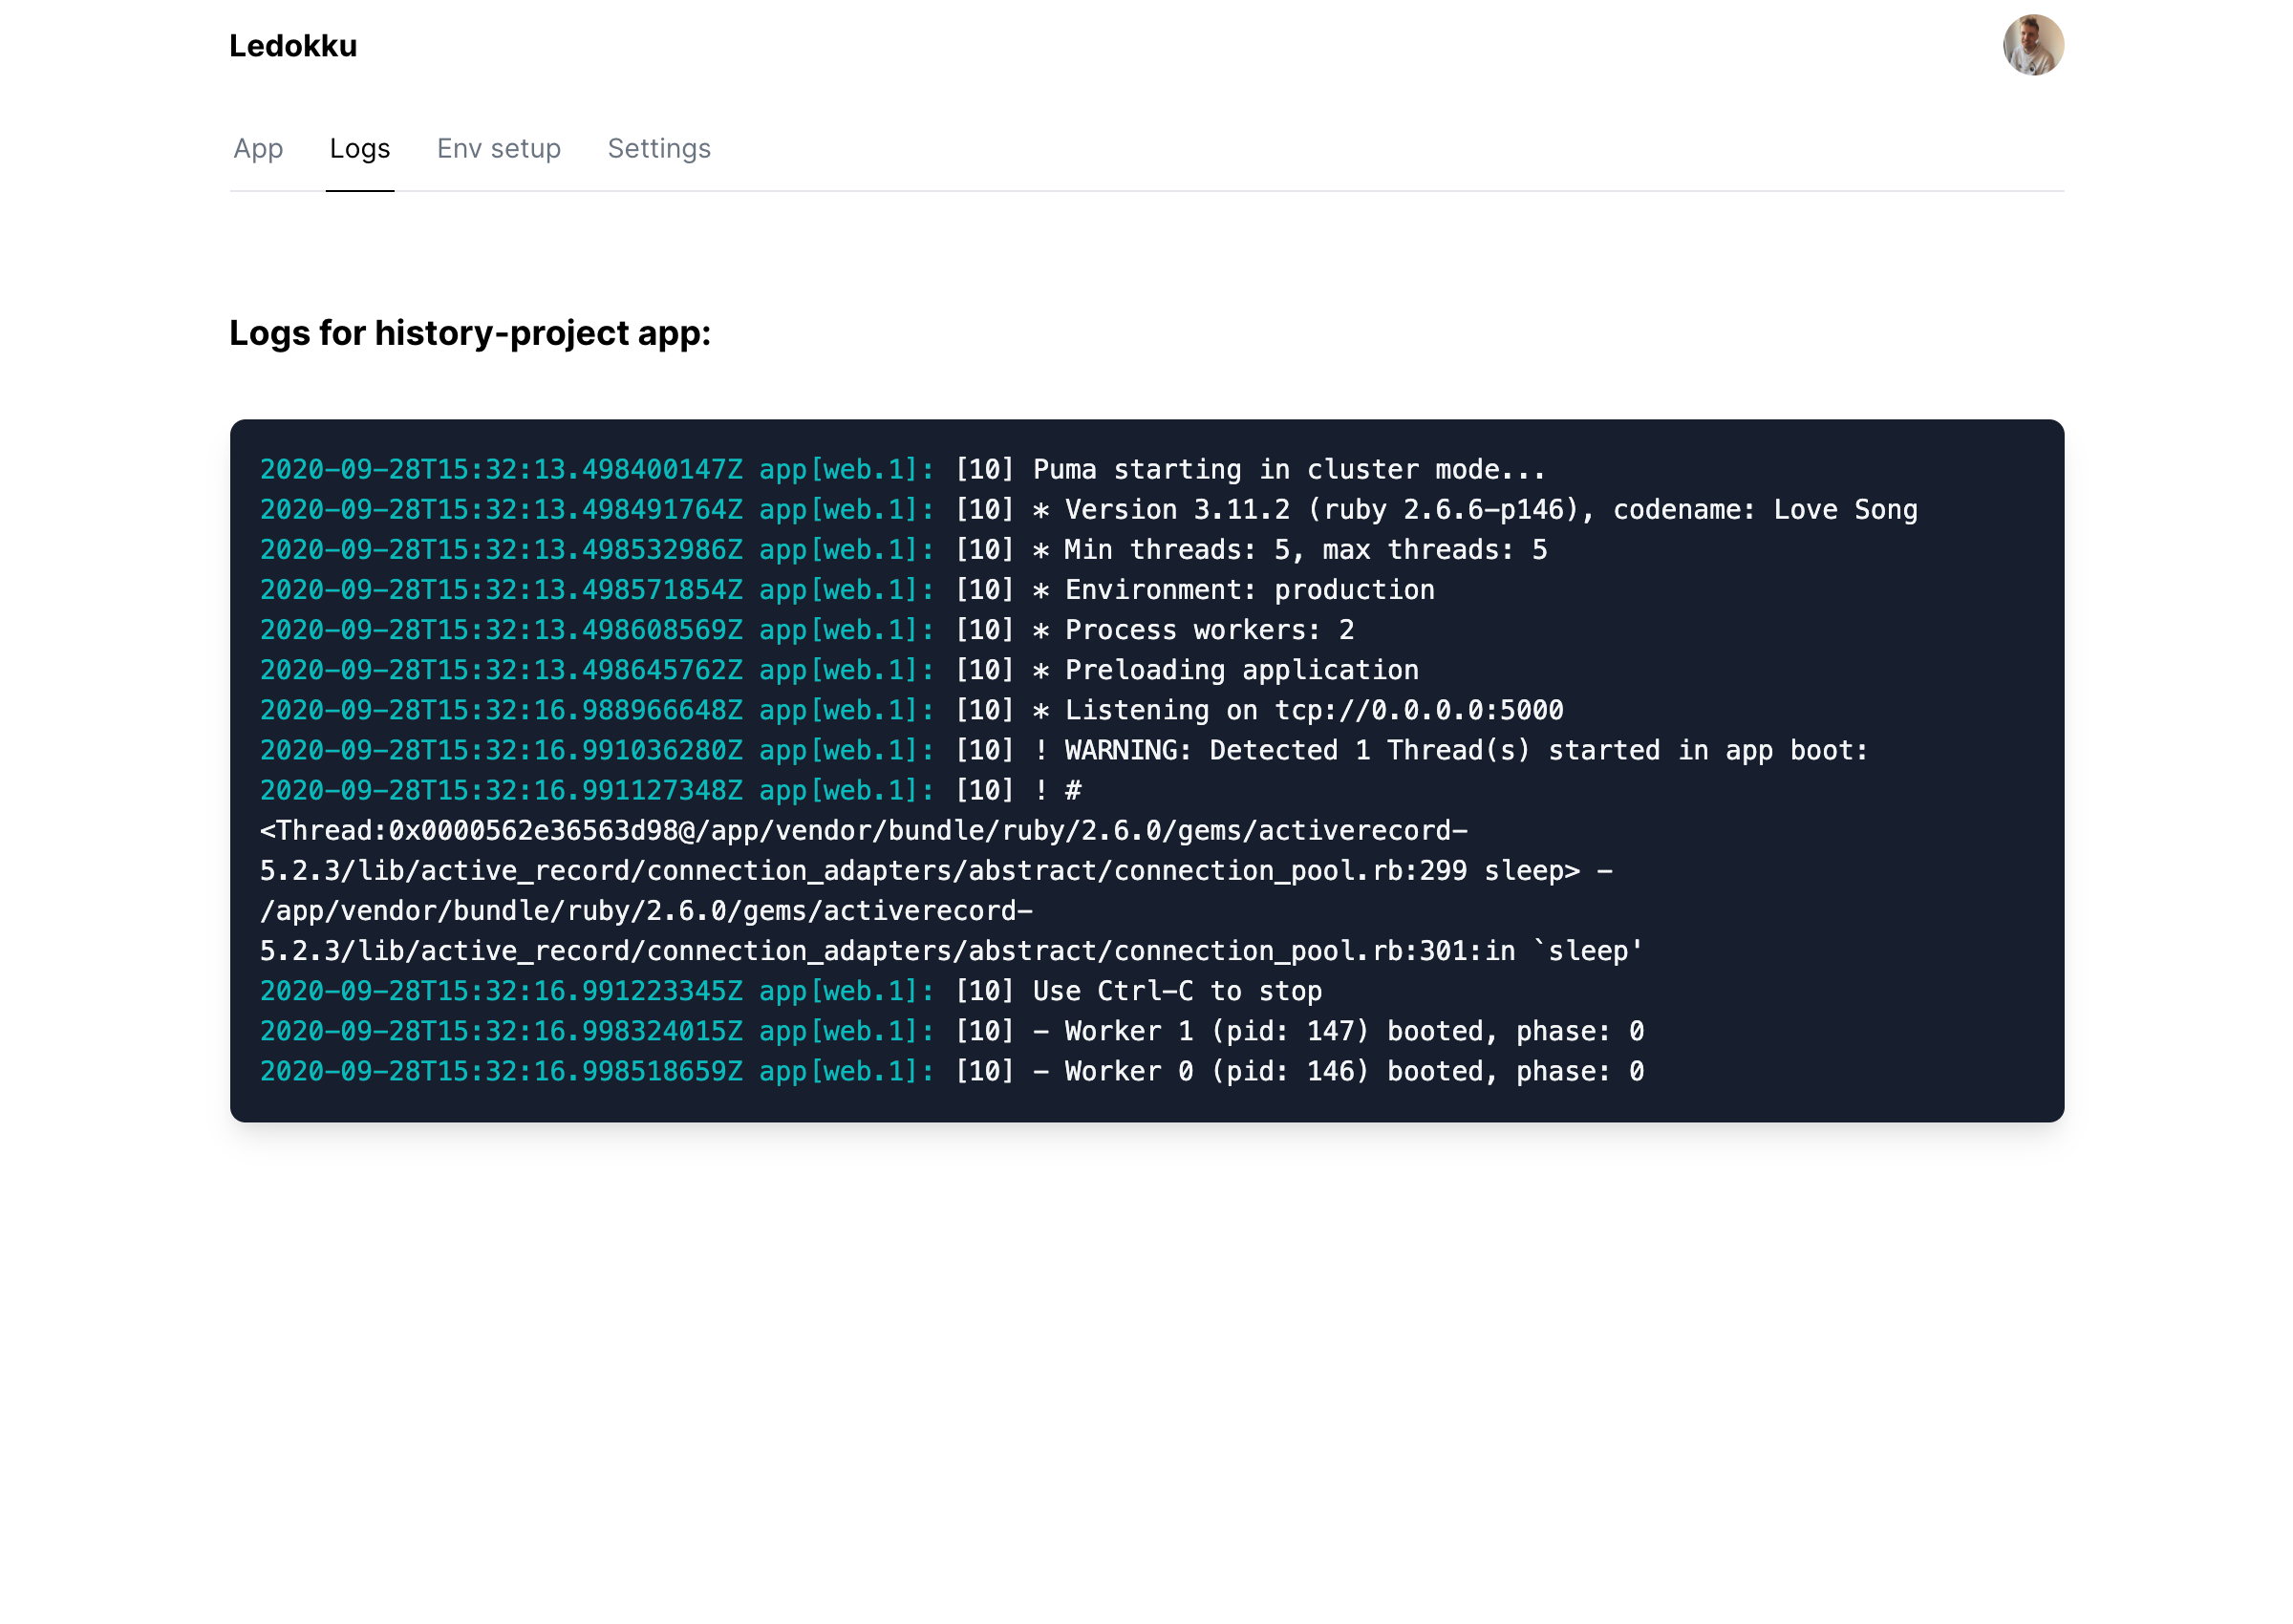 Ledokku
App Logs Env setup Settings
Logs for history-project app:
2020-09-28T15:32:13.498400147Z app[web.1]: [10] Puma starting in cluster mode...
2020-09-28T15:32:13.498491764Z app[web.1]: [10] * Version 3.11.2 (ruby 2.6.6-p146), codename: Love Song
2020-09-28T15:32:13.498532986Z app[web.1]: [10] * Min threads: 5, max threads: 5
2020-09-28T15:32:13.498571854Z app[web.1]: [10] * Environment: production
2020-09-28T15:32:13.498608569Z app[web.1]: [10] * Process workers: 2
2020-09-28T15:32:13.498645762Z app[web.1]: [10] * Preloading application
2020-09-28T15:32:16.988966648Z app[web.1]: [10] * Listening on tcp://0.0.0.0:5000
2020-09-28T15:32:16.991036280Z app[web.1]: [10] ! WARNING: Detected 1 Thread(s) started in app boot:
2020-09-28T15:32:16.991127348Z app[web.1]: [10] ! #
<Thread:0x0000562e36563d98@/app/vendor/bundle/ruby/2.6.0/gems/activerecord-
5.2.3/lib/active_record/connection_adapters/abstract/connection_pool.rb:299 sleep> -
/app/vendor/bundle/ruby/2.6.0/gems/activerecord-
5.2.3/lib/active_record/connection_adapters/abstract/connection_pool.rb:301:in `sleep'
2020-09-28T15:32:16.991223345Z app[web.1]: [10] Use Ctrl-C to stop
2020-09-28T15:32:16.998324015Z app[web.1]: [10] - Worker 1 (pid: 147) booted, phase: 0
2020-09-28T15:32:16.998518659Z app[web.1]: [10] - Worker 0 (pid: 146) booted, phase: 0